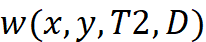 w(x, y, T2, D)